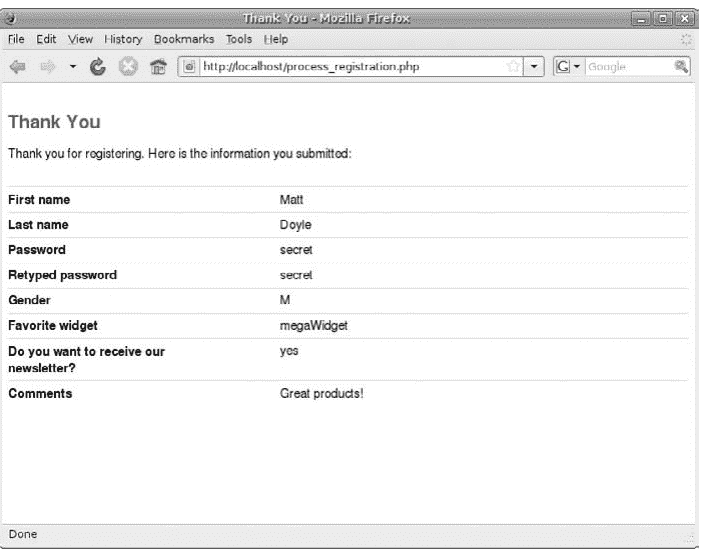 Thank You - Mozilla Firefox
File Edit View History Bookmarks Tools Help
http://localhost/process_registration.php
G Google
Thank You
Thank you for registering. Here is the information you submitted:
First name Matt
Last name Doyle
Password secret
Retyped password secret
Gender M
Favorite widget megaWidget
Do you want to receive our yes
newsletter?
Comments Great products!
Done